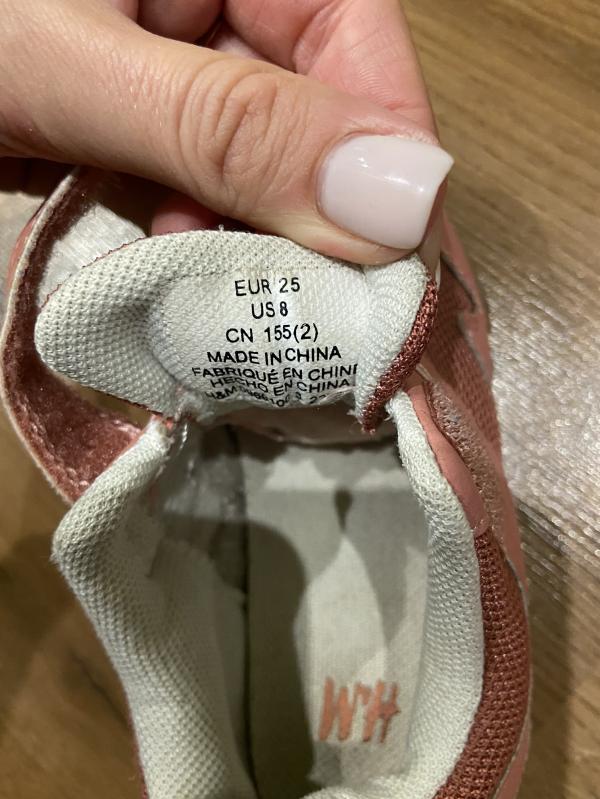 EUR 25
US 8
CN 155(2)
MADE IN CHINA
FABRIQUÉ EN CHINE
HECHO EN CHINA
H&M
H&M